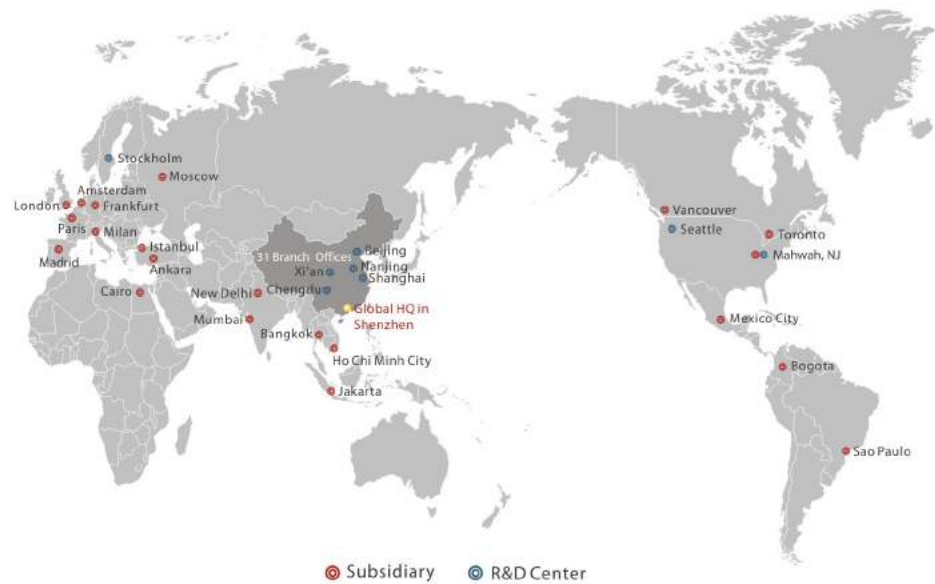 Stockholm
Moscow
Amsterdam
London
Frankfurt
Paris
Milan
Madrid
Istanbul
Ankara
Cairo
31 Branch Offices
Beijing
Xi'an
Nanjing
Shanghai
Chengdu
New Delhi
Global HQ in
Shenzhen
Mumbai
Bangkok
Ho Chi Minh City
Jakarta
Vancouver
Seattle
Toronto
Mahwah, NJ
Mexico City
Bogota
Sao Paulo
Subsidiary
R&D Center